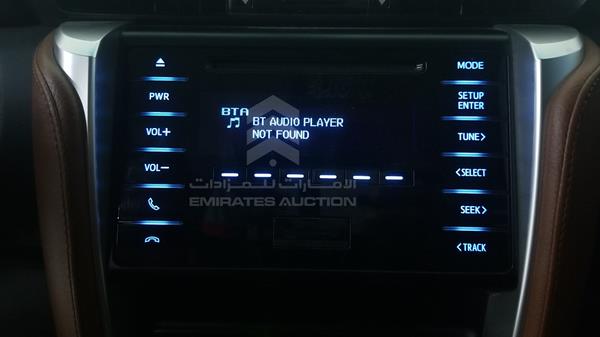 PWR
VOL+
VOL−
BTA
BT AUDIO PLAYER
NOT FOUND
الامارات للمزادات
EMIRATES AUCTION
MODE
SETUP
ENTER
TUNE>
<SELECT
SEEK>
<TRACK